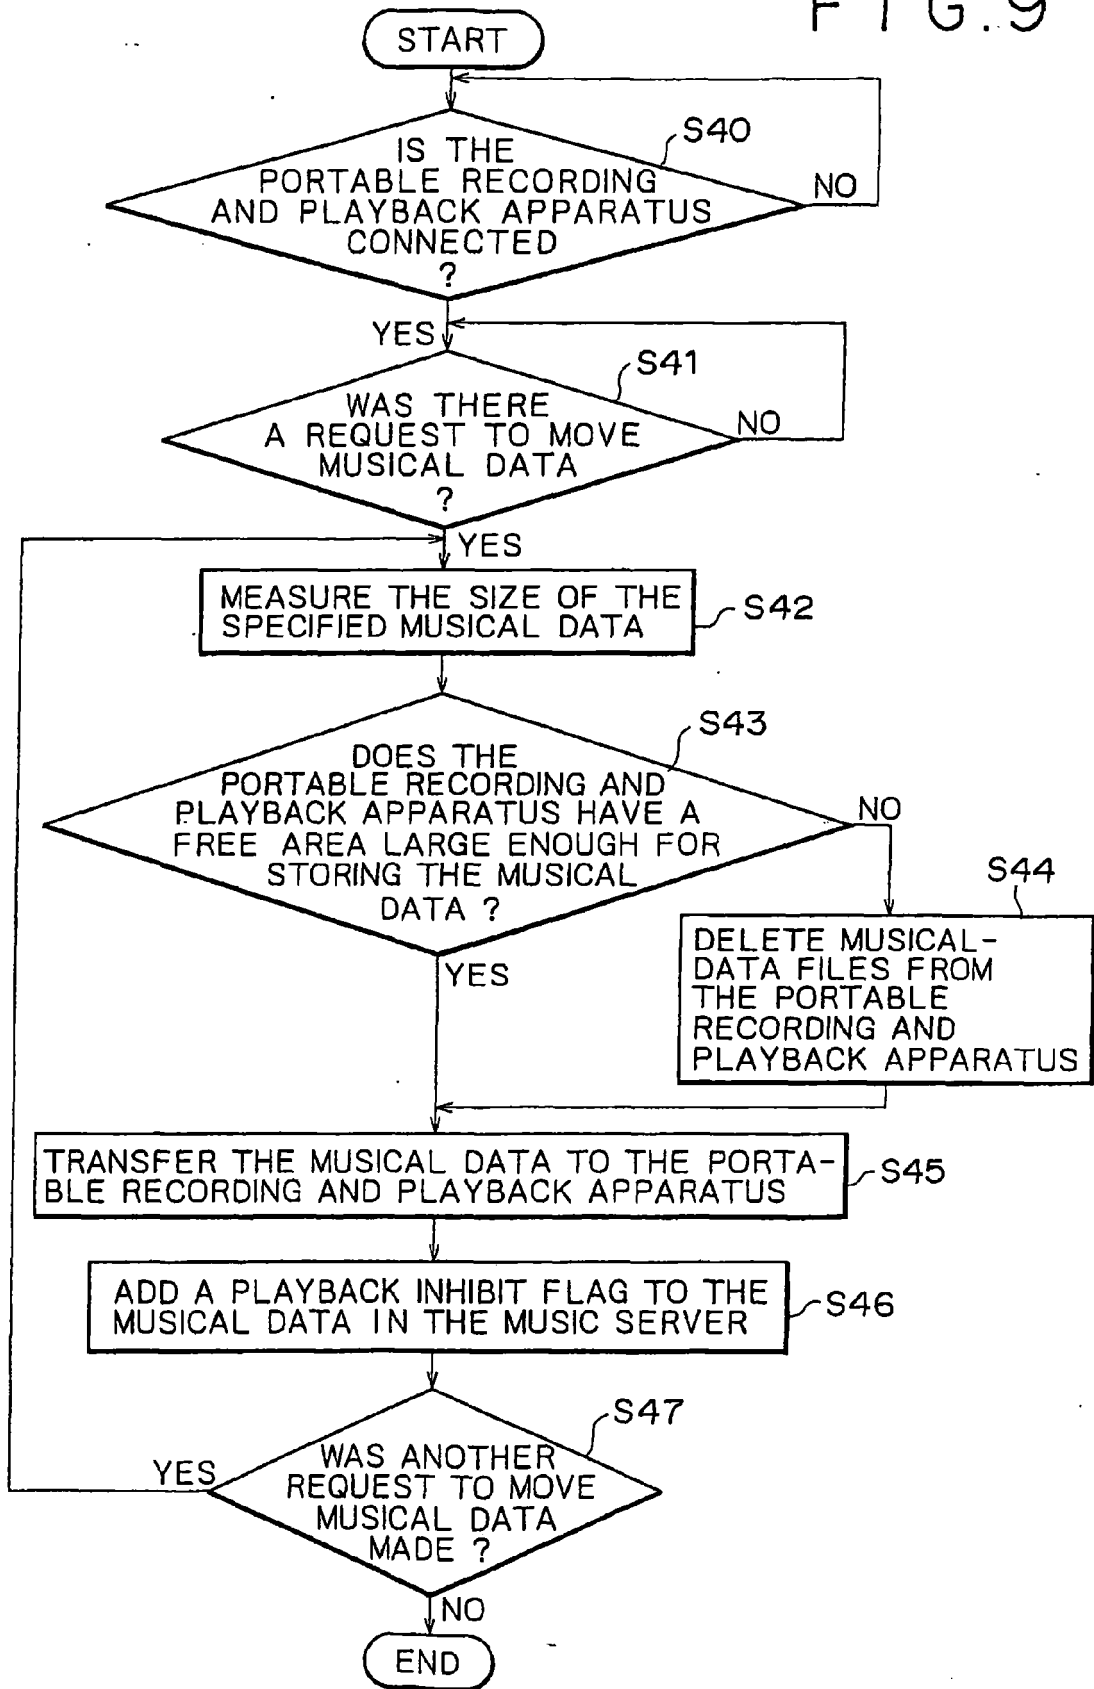 FIG.9
START
S40
IS THE
PORTABLE RECORDING
AND PLAYBACK APPARATUS
CONNECTED
?
NO
YES
S41
WAS THERE
A REQUEST TO MOVE
MUSICAL DATA
?
NO
YES
MEASURE THE SIZE OF THE
SPECIFIED MUSICAL DATA
S42
S43
DOES THE
PORTABLE RECORDING AND
PLAYBACK APPARATUS HAVE A
FREE AREA LARGE ENOUGH FOR
STORING THE MUSICAL
DATA ?
NO
YES
S44
DELETE MUSICAL-
DATA FILES FROM
THE PORTABLE
RECORDING AND
PLAYBACK APPARATUS
TRANSFER THE MUSICAL DATA TO THE PORTA-
BLE RECORDING AND PLAYBACK APPARATUS
S45
ADD A PLAYBACK INHIBIT FLAG TO THE
MUSICAL DATA IN THE MUSIC SERVER
S46
S47
WAS ANOTHER
REQUEST TO MOVE
MUSICAL DATA
MADE ?
YES
NO
END